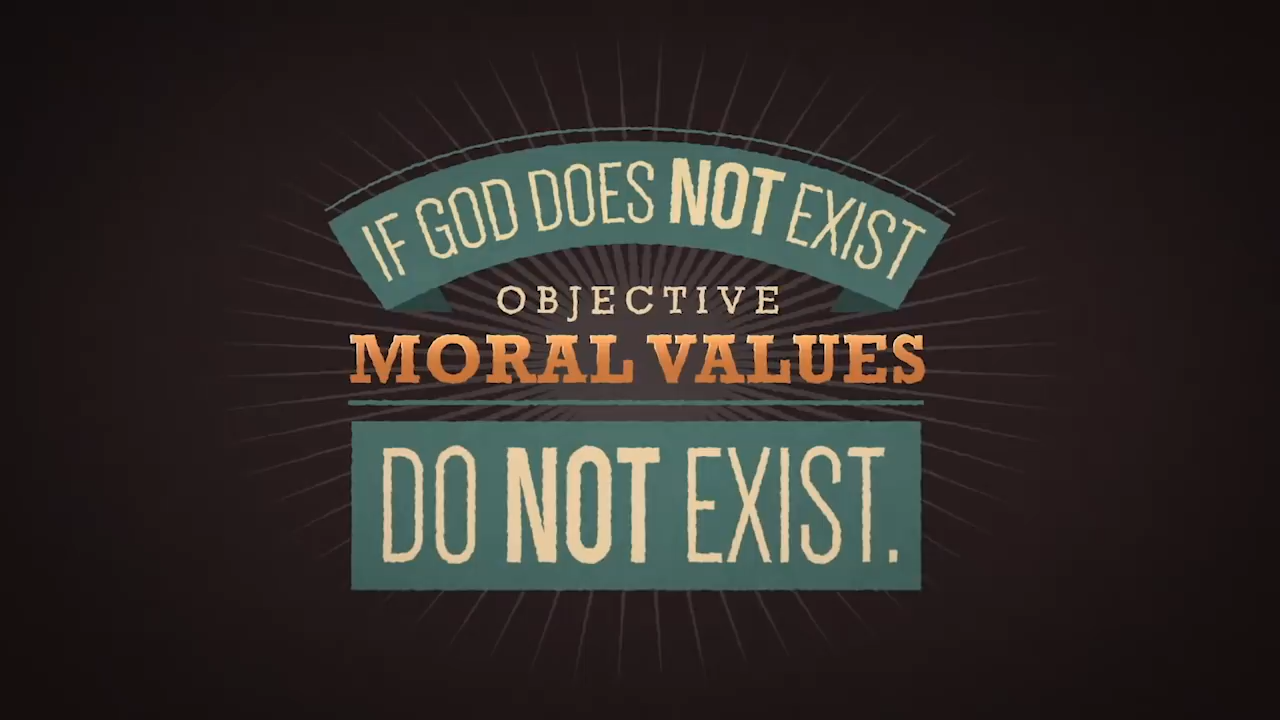 IF GOD DOES NOT EXIST
OBJECTIVE
MORAL VALUES
DO NOT EXIST.